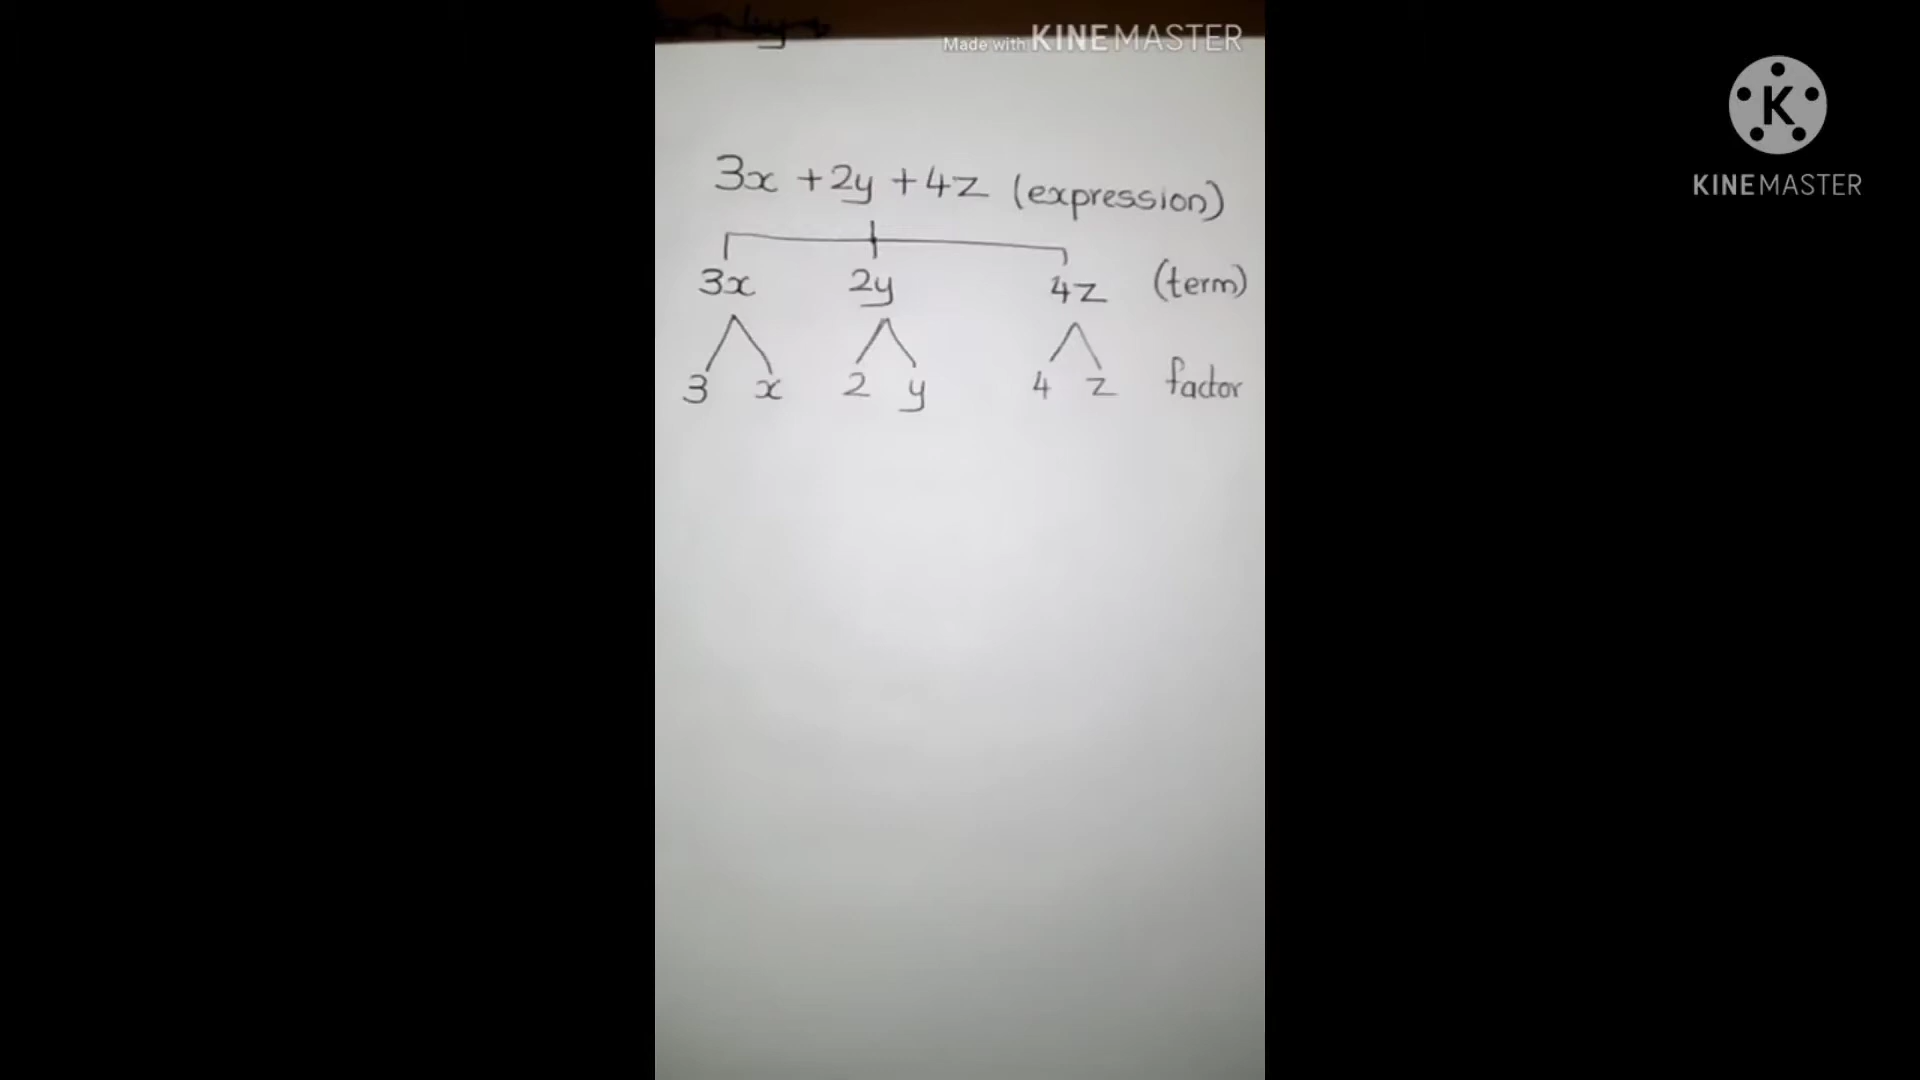 Made with KINEMASTER
KINEMASTER
3x + 2y + 4z (expression)
3x 2y 4z (term)
3 x 2 y 4 z factor